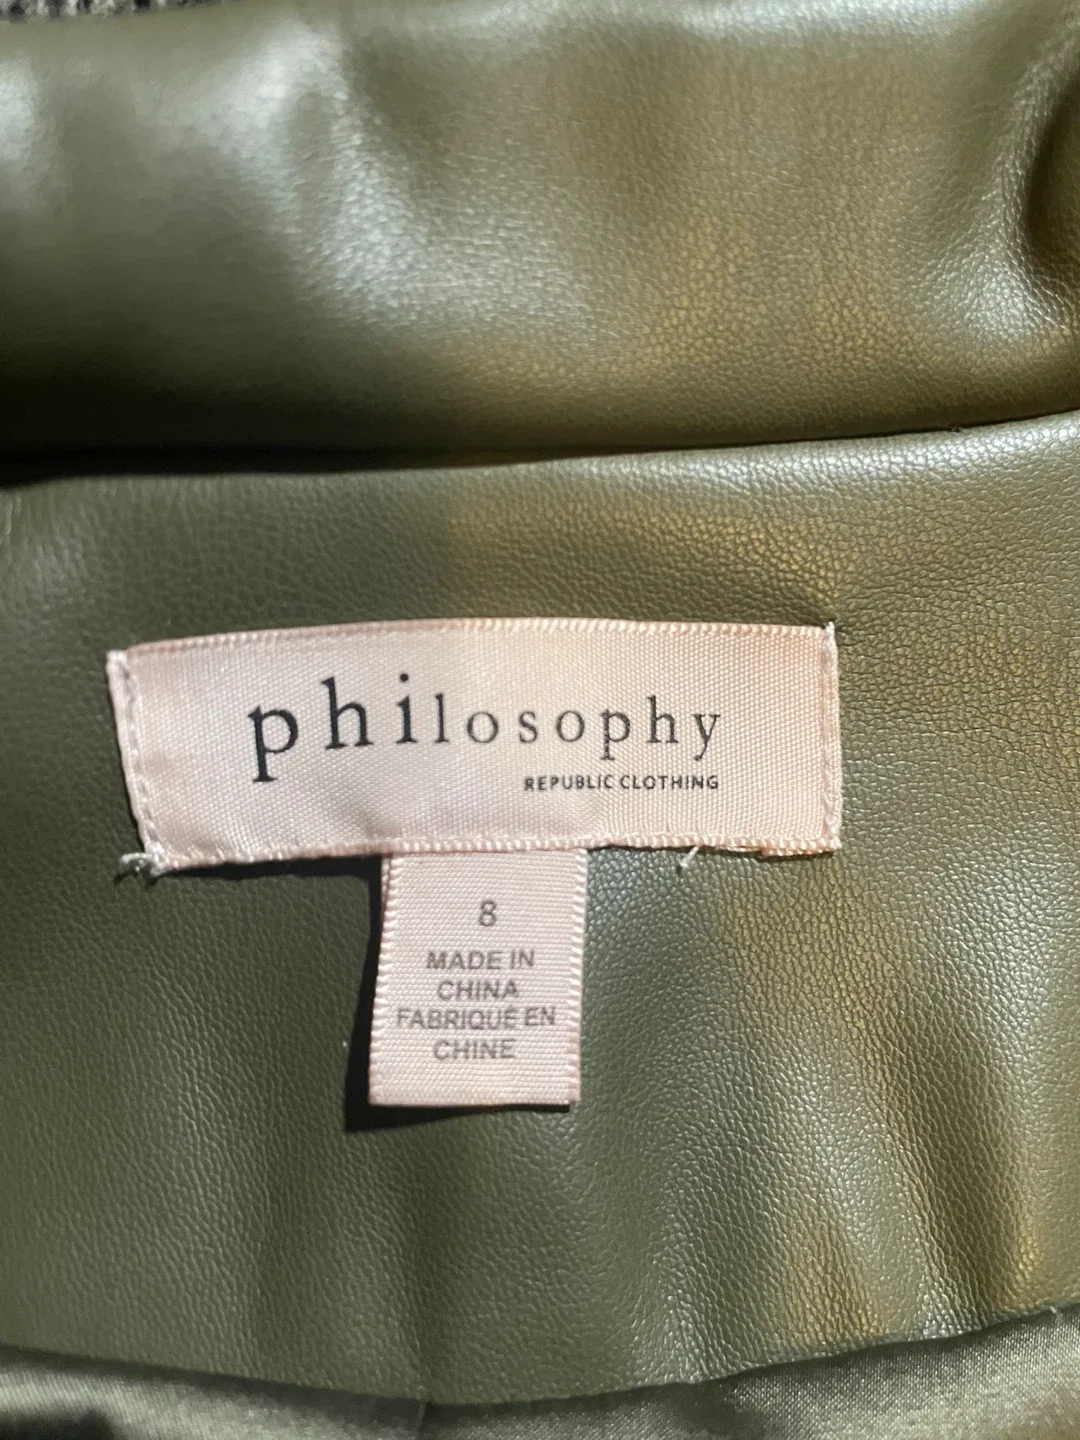 philosophy
REPUBLIC CLOTHING
8
MADE IN
CHINA
FABRIQUÉ EN
CHINE